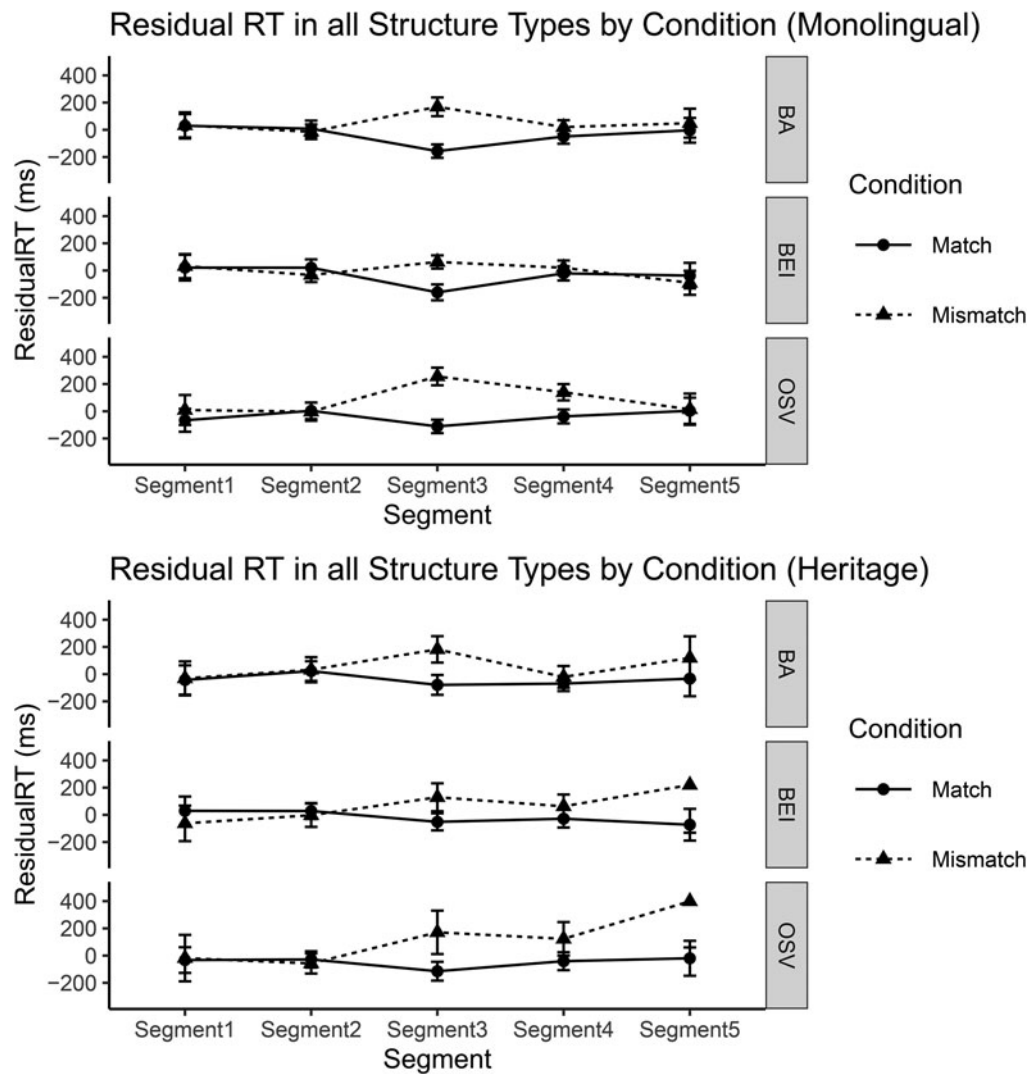 Residual RT in all Structure Types by Condition (Monolingual)
ResidualRT (ms)
400
200
0
−200
BA
400
200
0
−200
BEI
400
200
0
−200
OSV
Segment1 Segment2 Segment3 Segment4 Segment5
Segment
Condition
Match
Mismatch
Residual RT in all Structure Types by Condition (Heritage)
ResidualRT (ms)
400
200
0
−200
BA
400
200
0
−200
BEI
400
200
0
−200
OSV
Segment1 Segment2 Segment3 Segment4 Segment5
Segment
Condition
Match
Mismatch